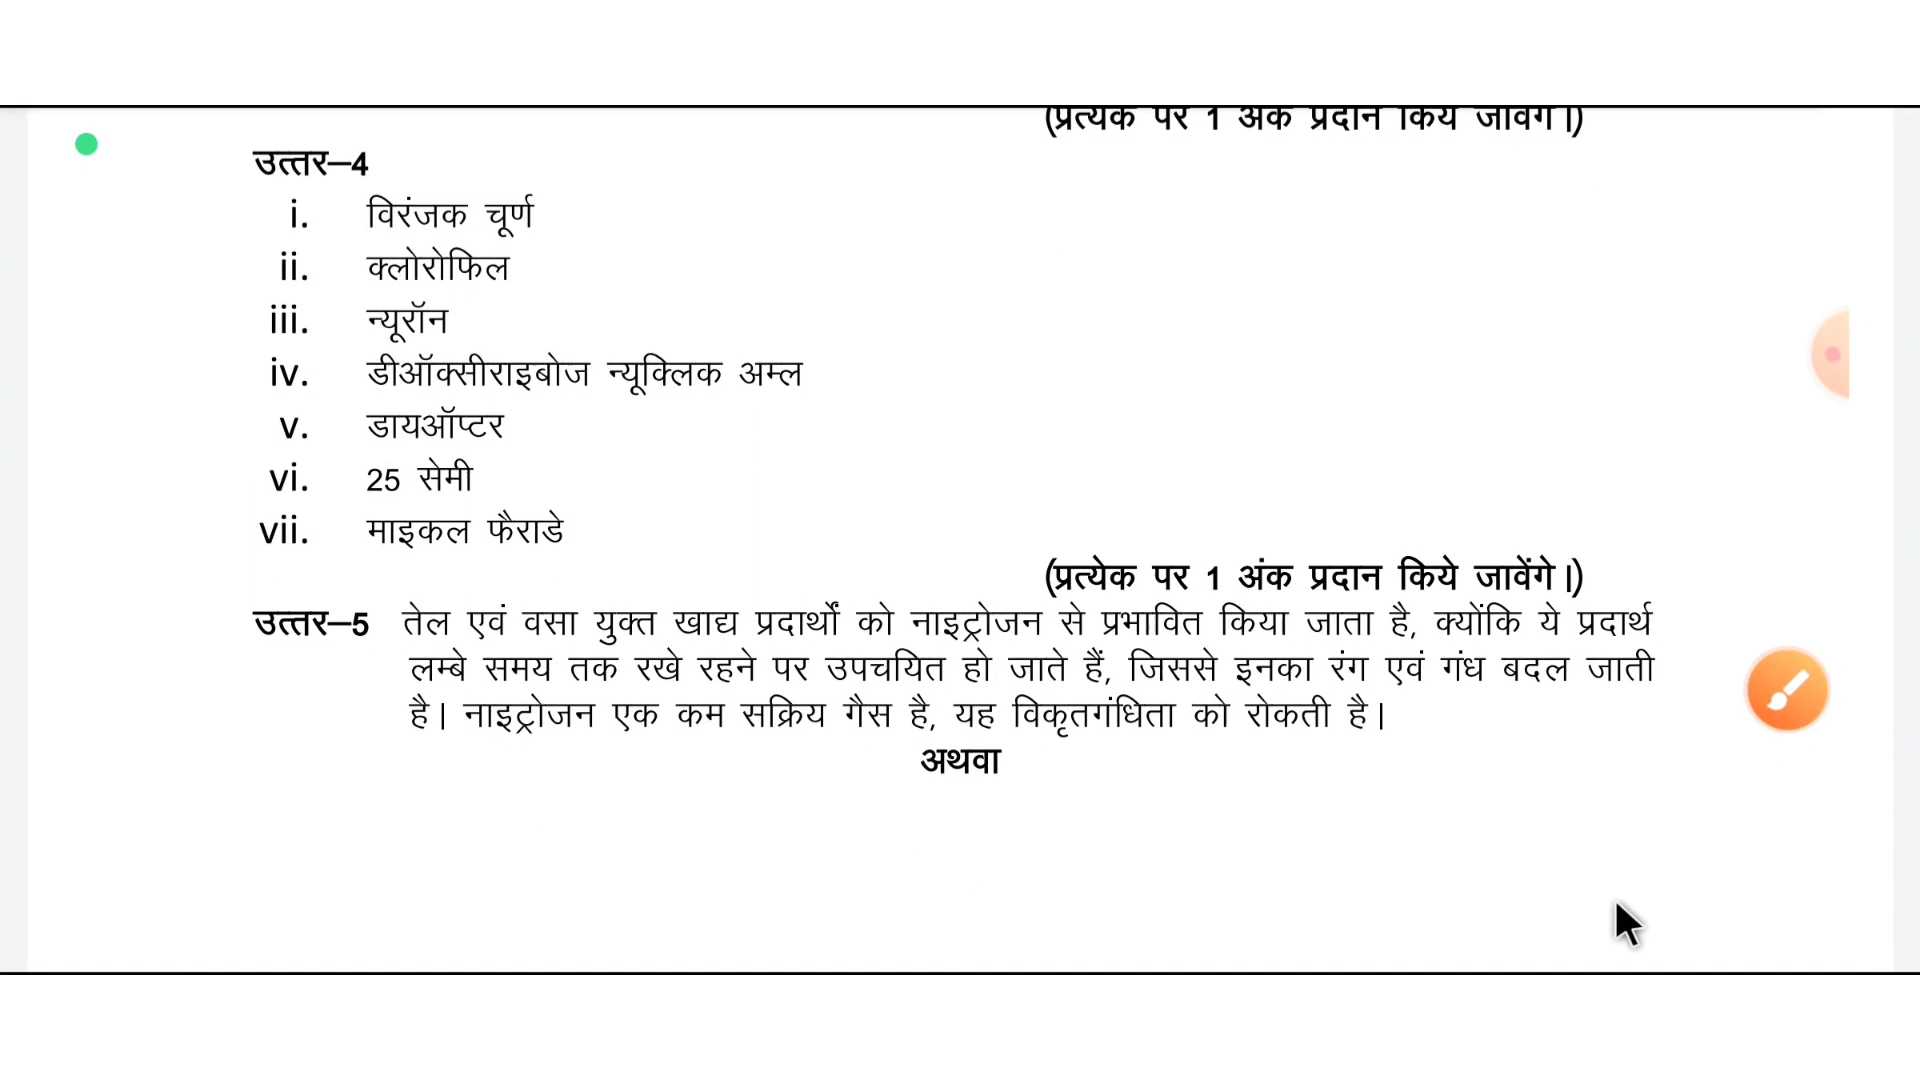 (प्रत्येक पर 1 अंक प्रदान किये जावेंगे।)
उत्तर–4
i. विरंजक चूर्ण
ii. क्लोरोफिल
iii. न्यूरॉन
iv. डीऑक्सीराइबोज न्यूक्लिक अम्ल
v. डायऑप्टर
vi. 25 सेमी
vii. माइकल फैराडे
(प्रत्येक पर 1 अंक प्रदान किये जावेंगे।)
उत्तर–5 तेल एवं वसा युक्त खाद्य प्रदार्थों को नाइट्रोजन से प्रभावित किया जाता है, क्योंकि ये प्रदार्थ
लम्बे समय तक रखे रहने पर उपचयित हो जाते हैं, जिससे इनका रंग एवं गंध बदल जाती
है। नाइट्रोजन एक कम सक्रिय गैस है, यह विकृतगंधिता को रोकती है।
अथवा